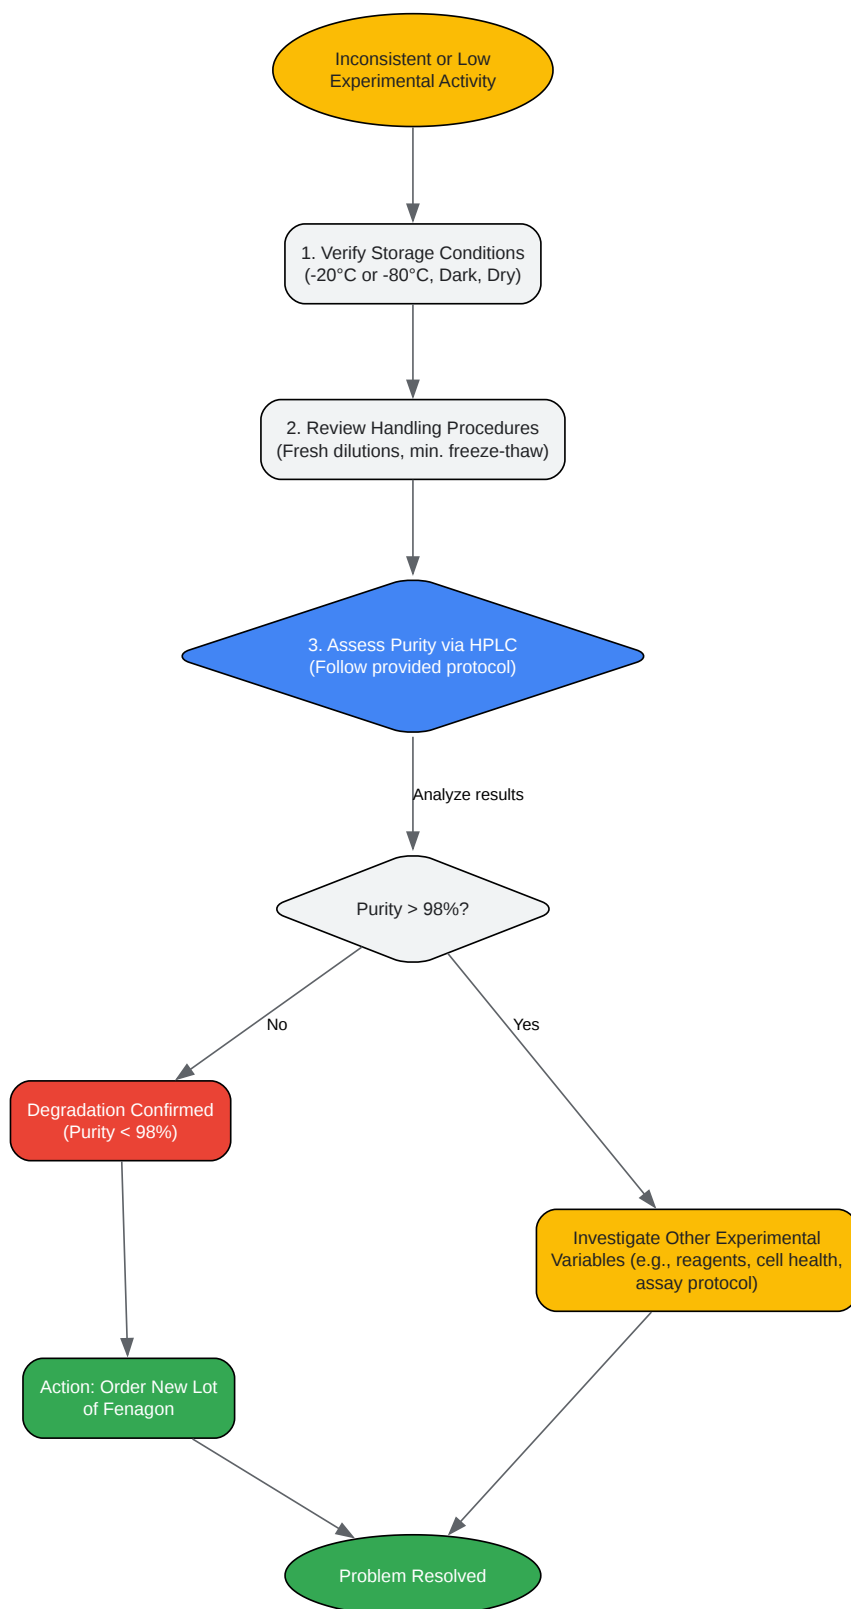 Inconsistent or Low
Experimental Activity
1. Verify Storage Conditions
(-20°C or -80°C, Dark, Dry)
2. Review Handling Procedures
(Fresh dilutions, min. freeze-thaw)
3. Assess Purity via HPLC
(Follow provided protocol)
Analyze results
Purity > 98%?
No
Yes
Degradation Confirmed
(Purity < 98%)
Investigate Other Experimental
Variables (e.g., reagents, cell health,
assay protocol)
Action: Order New Lot
of Fenagon
Problem Resolved